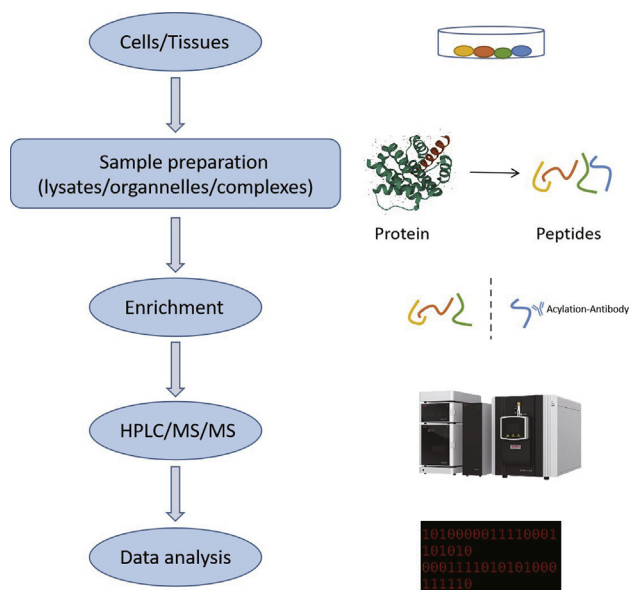 Cells/Tissues
Sample preparation
(lysates/organnelles/complexes)
Protein
Peptides
Enrichment
Acylation-Antibody
HPLC/MS/MS
Data analysis
1010000011110001
101010
0001111010101000
111110